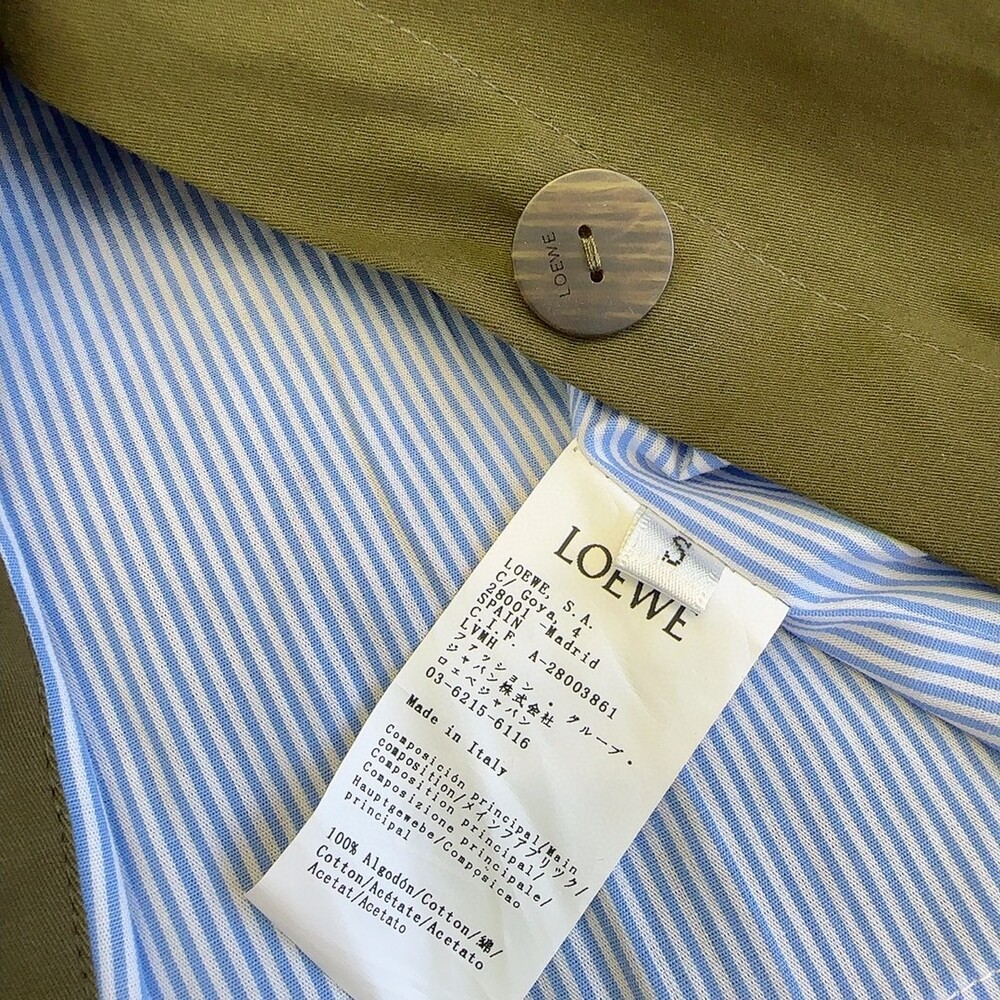 LOEWE
S
LOEWE
LOEWE, S.A.
C/ Goya, 4
28001 -Madrid
SPAIN
C.I.F. A-28003861
LVMH
ファッション・グループ・
ジャパン株式会社
ロエベジャパン
03-6215-6116
Made in Italy
Composición principal/Main
composition/メインファブリック/
Composition principale/
Composizione principale/
Hauptgewebe/Composicao
principal
100% Algodón/Cotton/綿/
Cotton/Acétate/Acetato
Acetat/Acetato